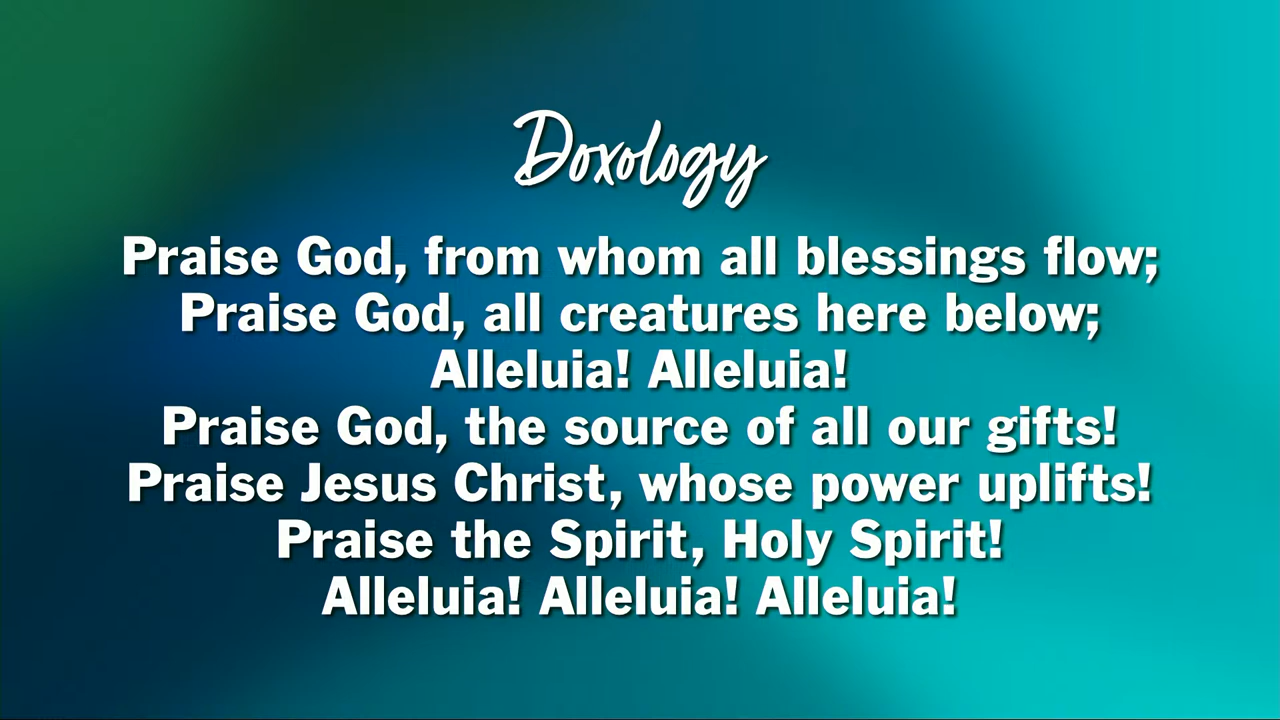 Doxology
Praise God, from whom all blessings flow;
Praise God, all creatures here below;
Alleluia! Alleluia!
Praise God, the source of all our gifts!
Praise Jesus Christ, whose power uplifts!
Praise the Spirit, Holy Spirit!
Alleluia! Alleluia! Alleluia!